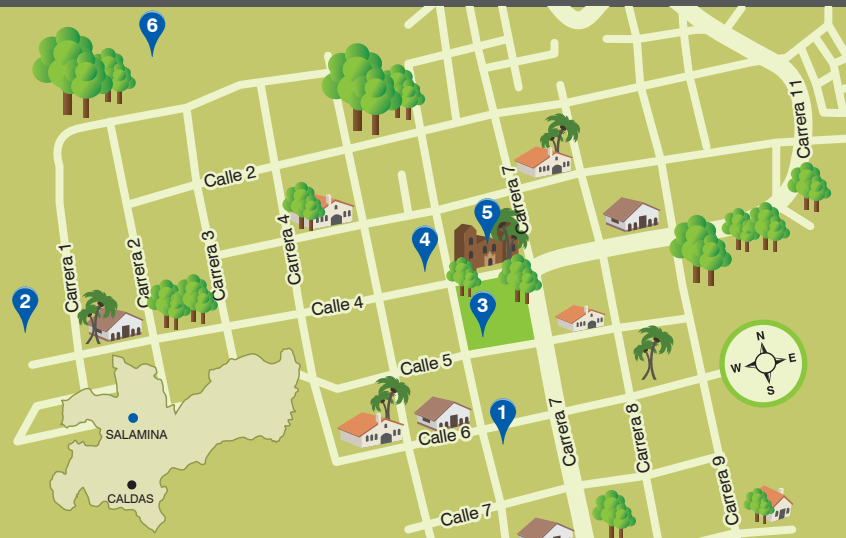 6
Carrera 11
Calle 2
Carrera 7
5
Carrera 4
Carrera 3
Carrera 2
Carrera 1
4
2
3
Calle 4
N
W
E
S
Calle 5
1
SALAMINA
Calle 6
Carrera 7
Carrera 8
Carrera 9
CALDAS
Calle 7